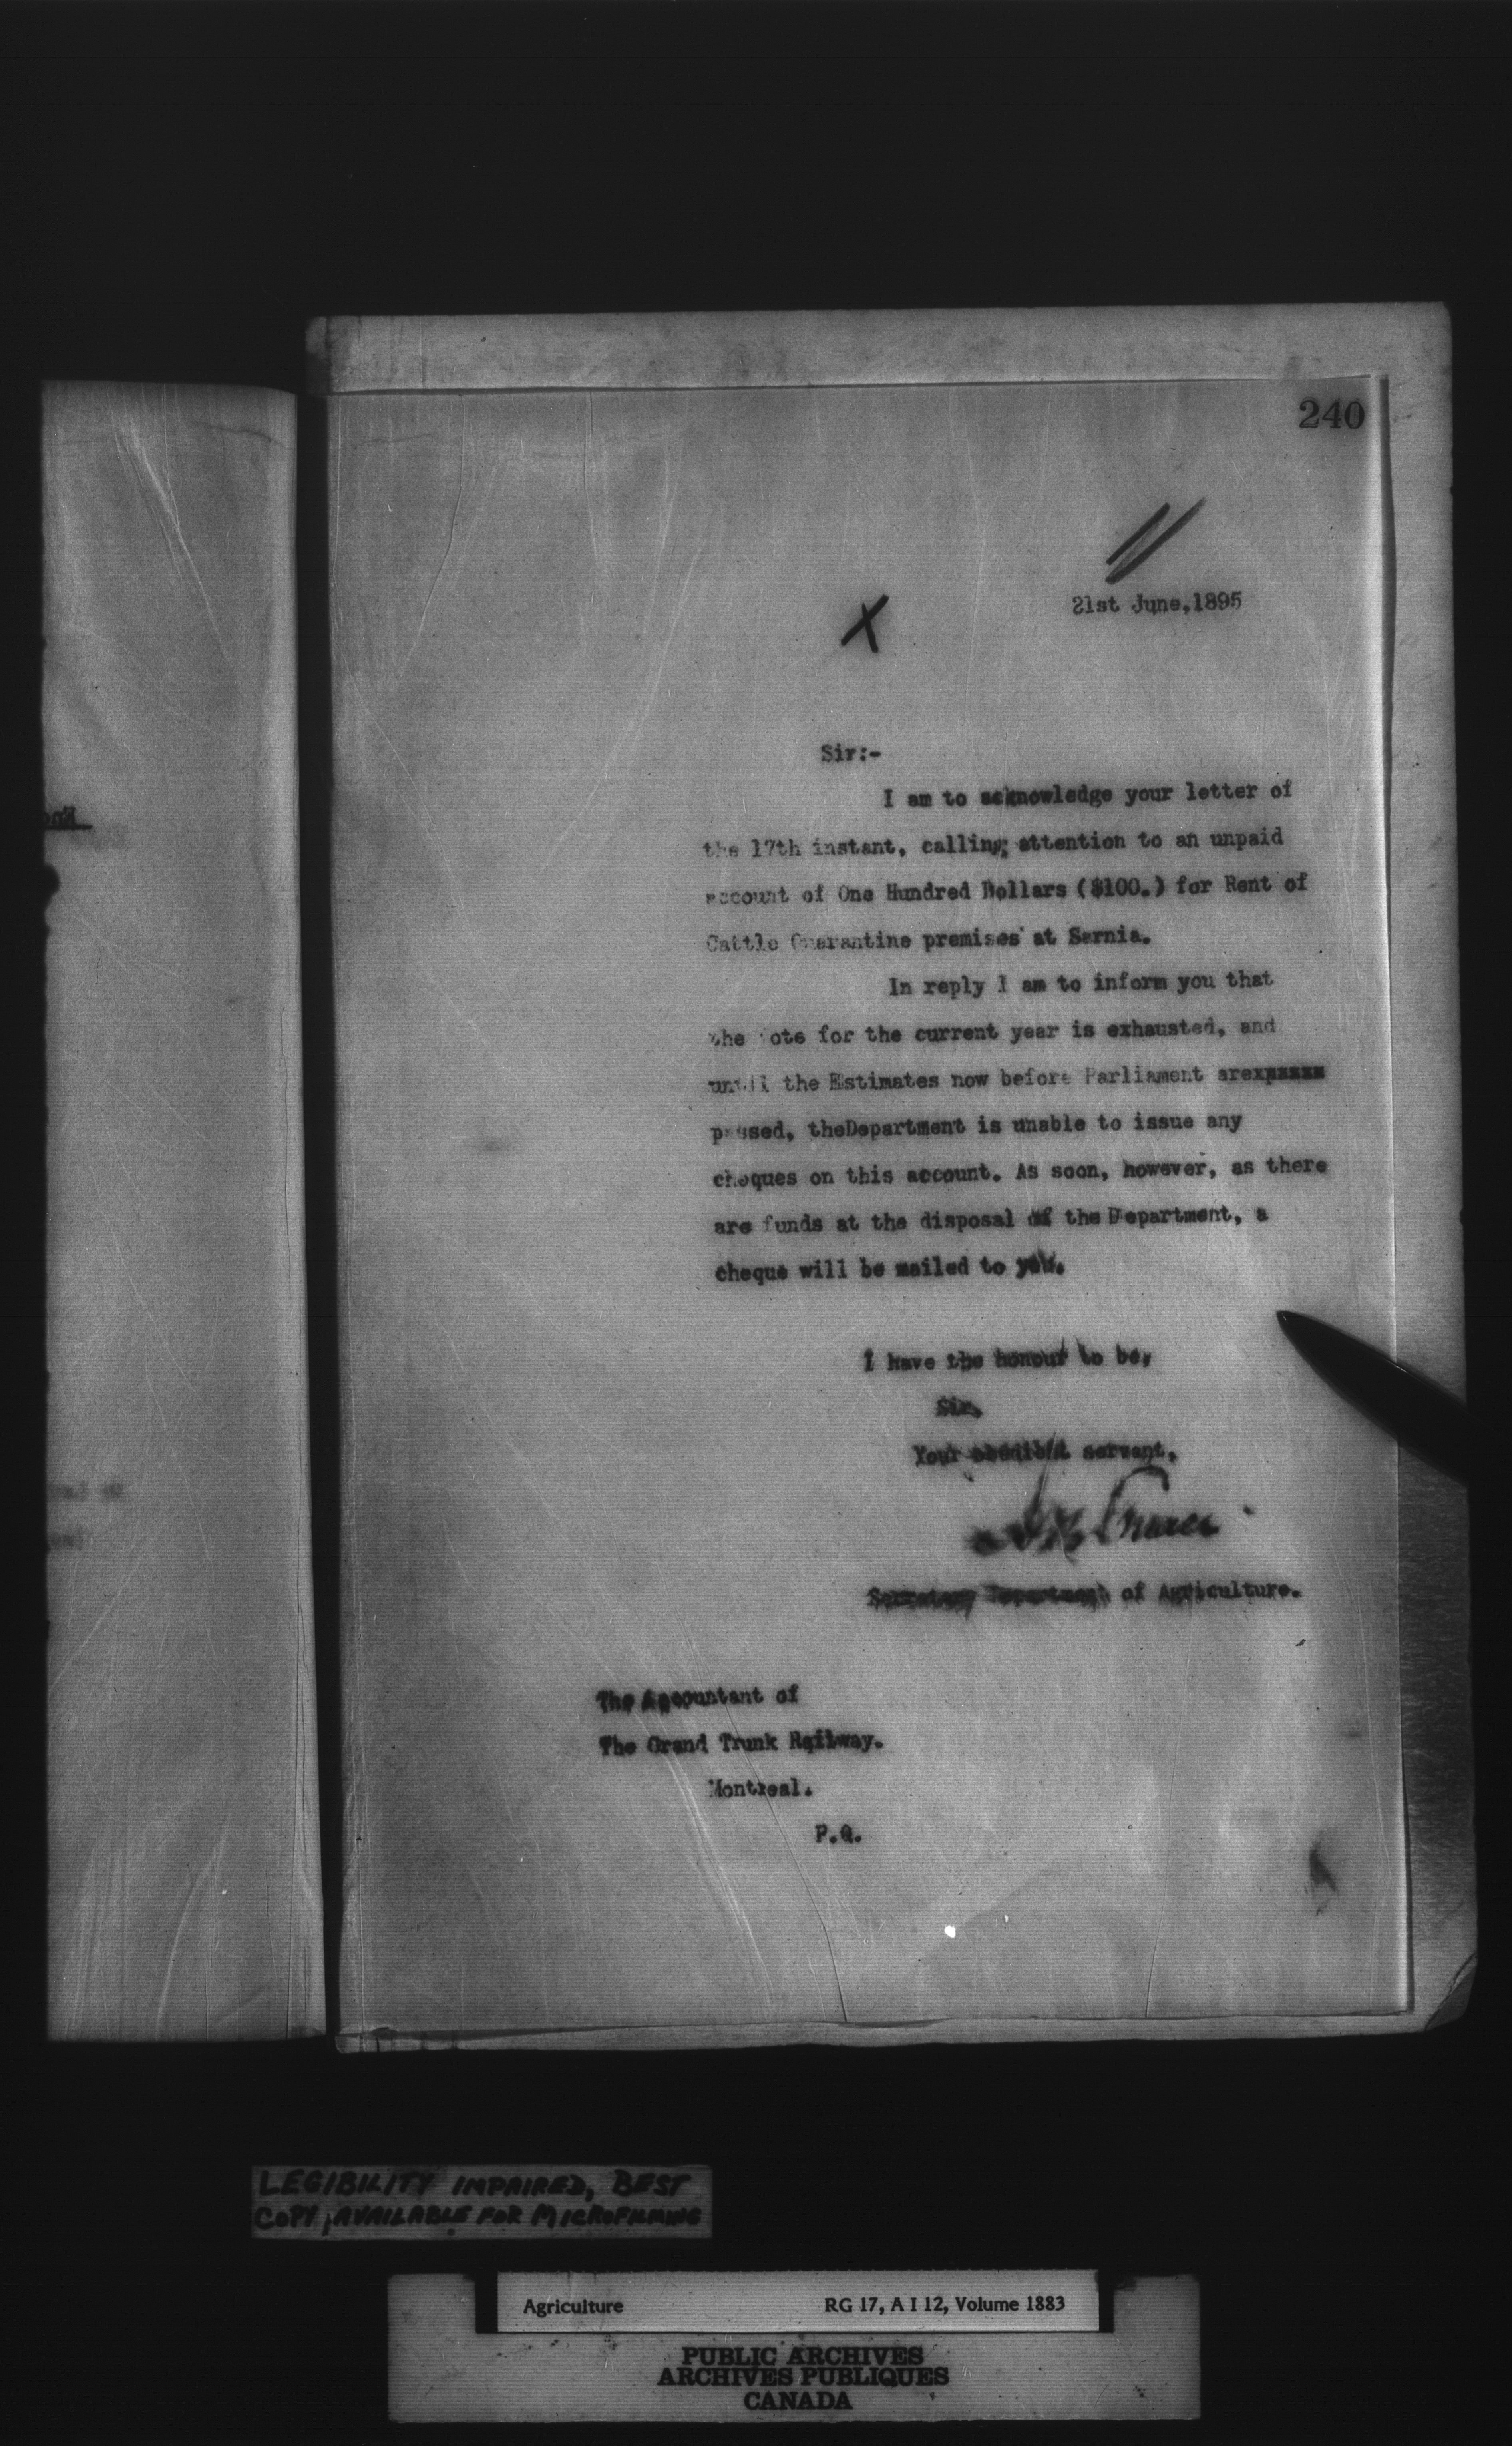 240
21st June,1895
X
Sir:-
I am to acknowledge your letter of
the 17th instant, calling attention to an unpaid
account of One Hundred Dollars ($100.) for Rent of
Cattle Quarantine premises at Sarnia.
In reply I am to inform you that
the vote for the current year is exhausted, and
until the Estimates now before Parliament arexpxxxx
passed, theDepartment is unable to issue any
cheques on this account. As soon, however, as there
are funds at the disposal of the Department, a
cheque will be mailed to you.
I have the honour to be,
Sir,
Your obedient servant,
Secretary Department of Agriculture.
The Accountant of
The Grand Trunk Railway.
Montreal.
P.Q.
LEGIBILITY IMPAIRED, BEST
COPY AVAILABLE FOR MICROFILMING
Agriculture RG 17, A I 12, Volume 1883
PUBLIC ARCHIVES
ARCHIVES PUBLIQUES
CANADA